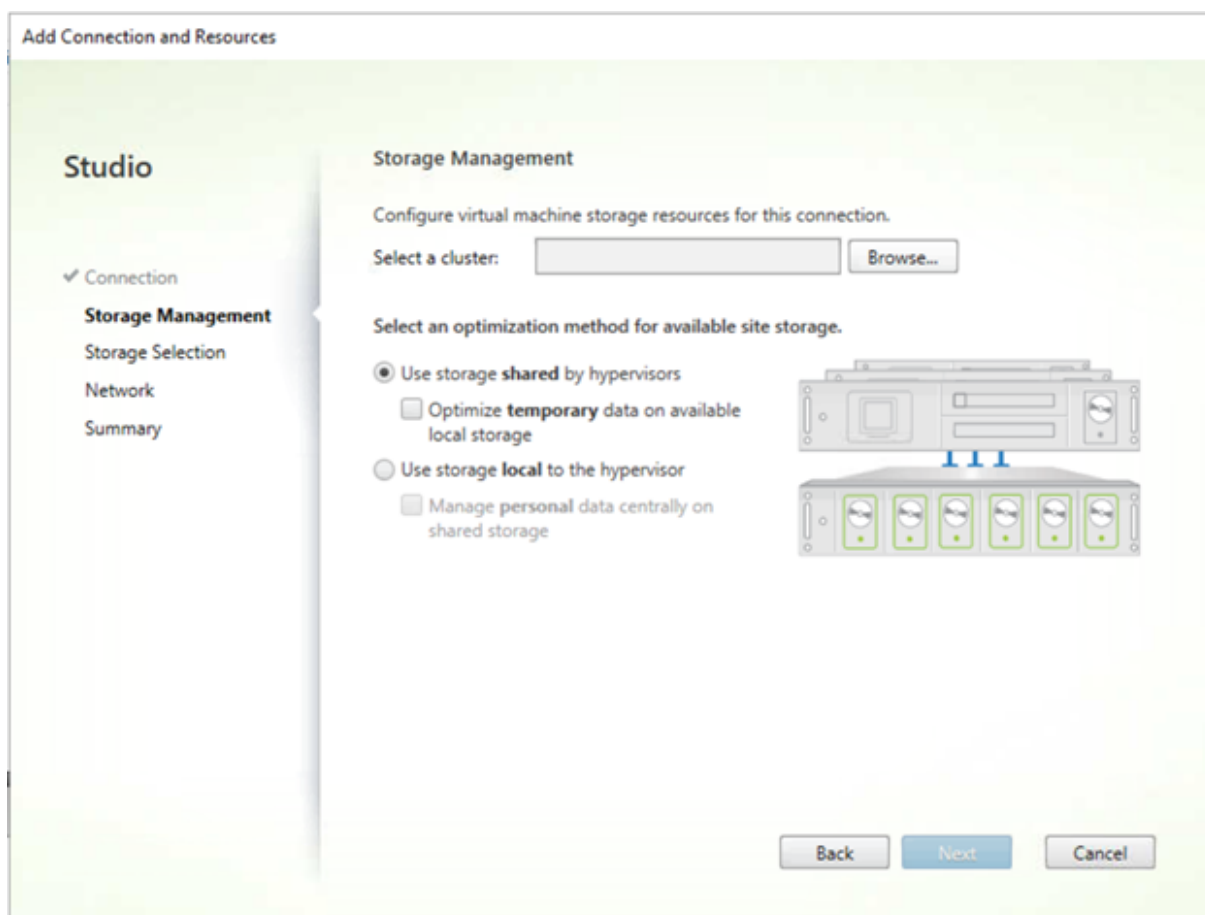 Add Connection and Resources
Studio
Connection
Storage Management
Storage Selection
Network
Summary
Storage Management
Configure virtual machine storage resources for this connection.
Select a cluster:
Browse...
Select an optimization method for available site storage.
Use storage shared by hypervisors
Optimize temporary data on available
local storage
Use storage local to the hypervisor
Manage personal data centrally on
shared storage
Back
Next
Cancel